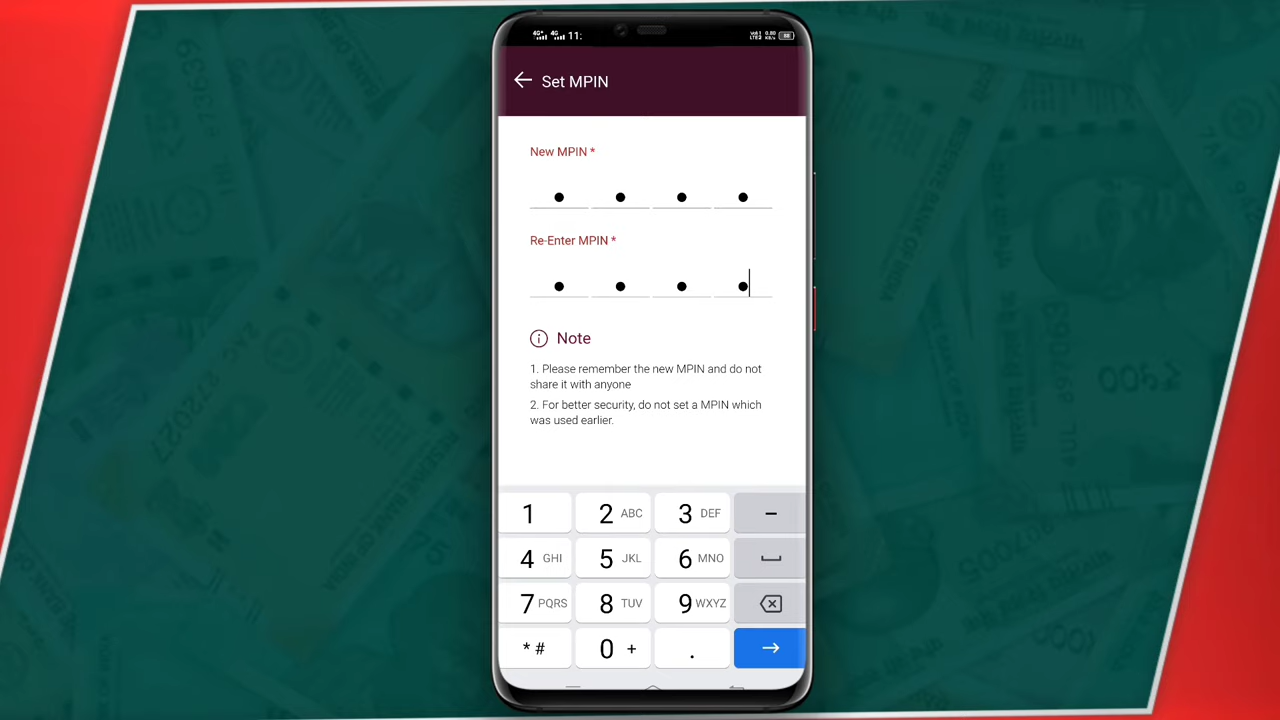 4G+ 4G 11:
Set MPIN
New MPIN *
Re-Enter MPIN *
Note
1. Please remember the new MPIN and do not
share it with anyone
2. For better security, do not set a MPIN which
was used earlier.
1 2 ABC 3 DEF –
4 GHI 5 JKL 6 MNO
7 PQRS 8 TUV 9 WXYZ
* # 0 + .